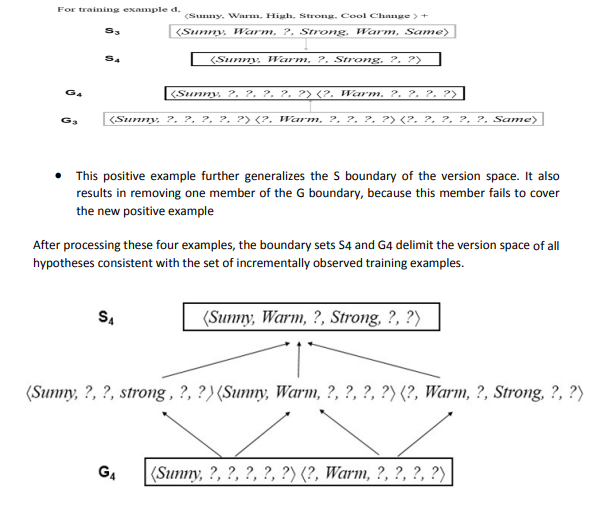 For training example d,
⟨Sunny, Warm, High, Strong, Cool Change⟩ +
S₃ ⟨Sunny, Warm, ?, Strong, Warm, Same⟩
S₄ ⟨Sunny, Warm, ?, Strong, ?, ?⟩
G₄ ⟨Sunny, ?, ?, ?, ?, ?⟩ ⟨?, Warm, ?, ?, ?, ?⟩
G₃ ⟨Sunny, ?, ?, ?, ?, ?⟩ ⟨?, Warm, ?, ?, ?, ?⟩ ⟨?, ?, ?, ?, ?, Same⟩
• This positive example further generalizes the S boundary of the version space. It also
results in removing one member of the G boundary, because this member fails to cover
the new positive example
After processing these four examples, the boundary sets S4 and G4 delimit the version space of all
hypotheses consistent with the set of incrementally observed training examples.
S₄ ⟨Sunny, Warm, ?, Strong, ?, ?⟩
⟨Sunny, ?, ?, strong , ?, ?⟩ ⟨Sunny, Warm, ?, ?, ?, ?⟩ ⟨?, Warm, ?, Strong, ?, ?⟩
G₄ ⟨Sunny, ?, ?, ?, ?, ?⟩ ⟨?, Warm, ?, ?, ?, ?⟩